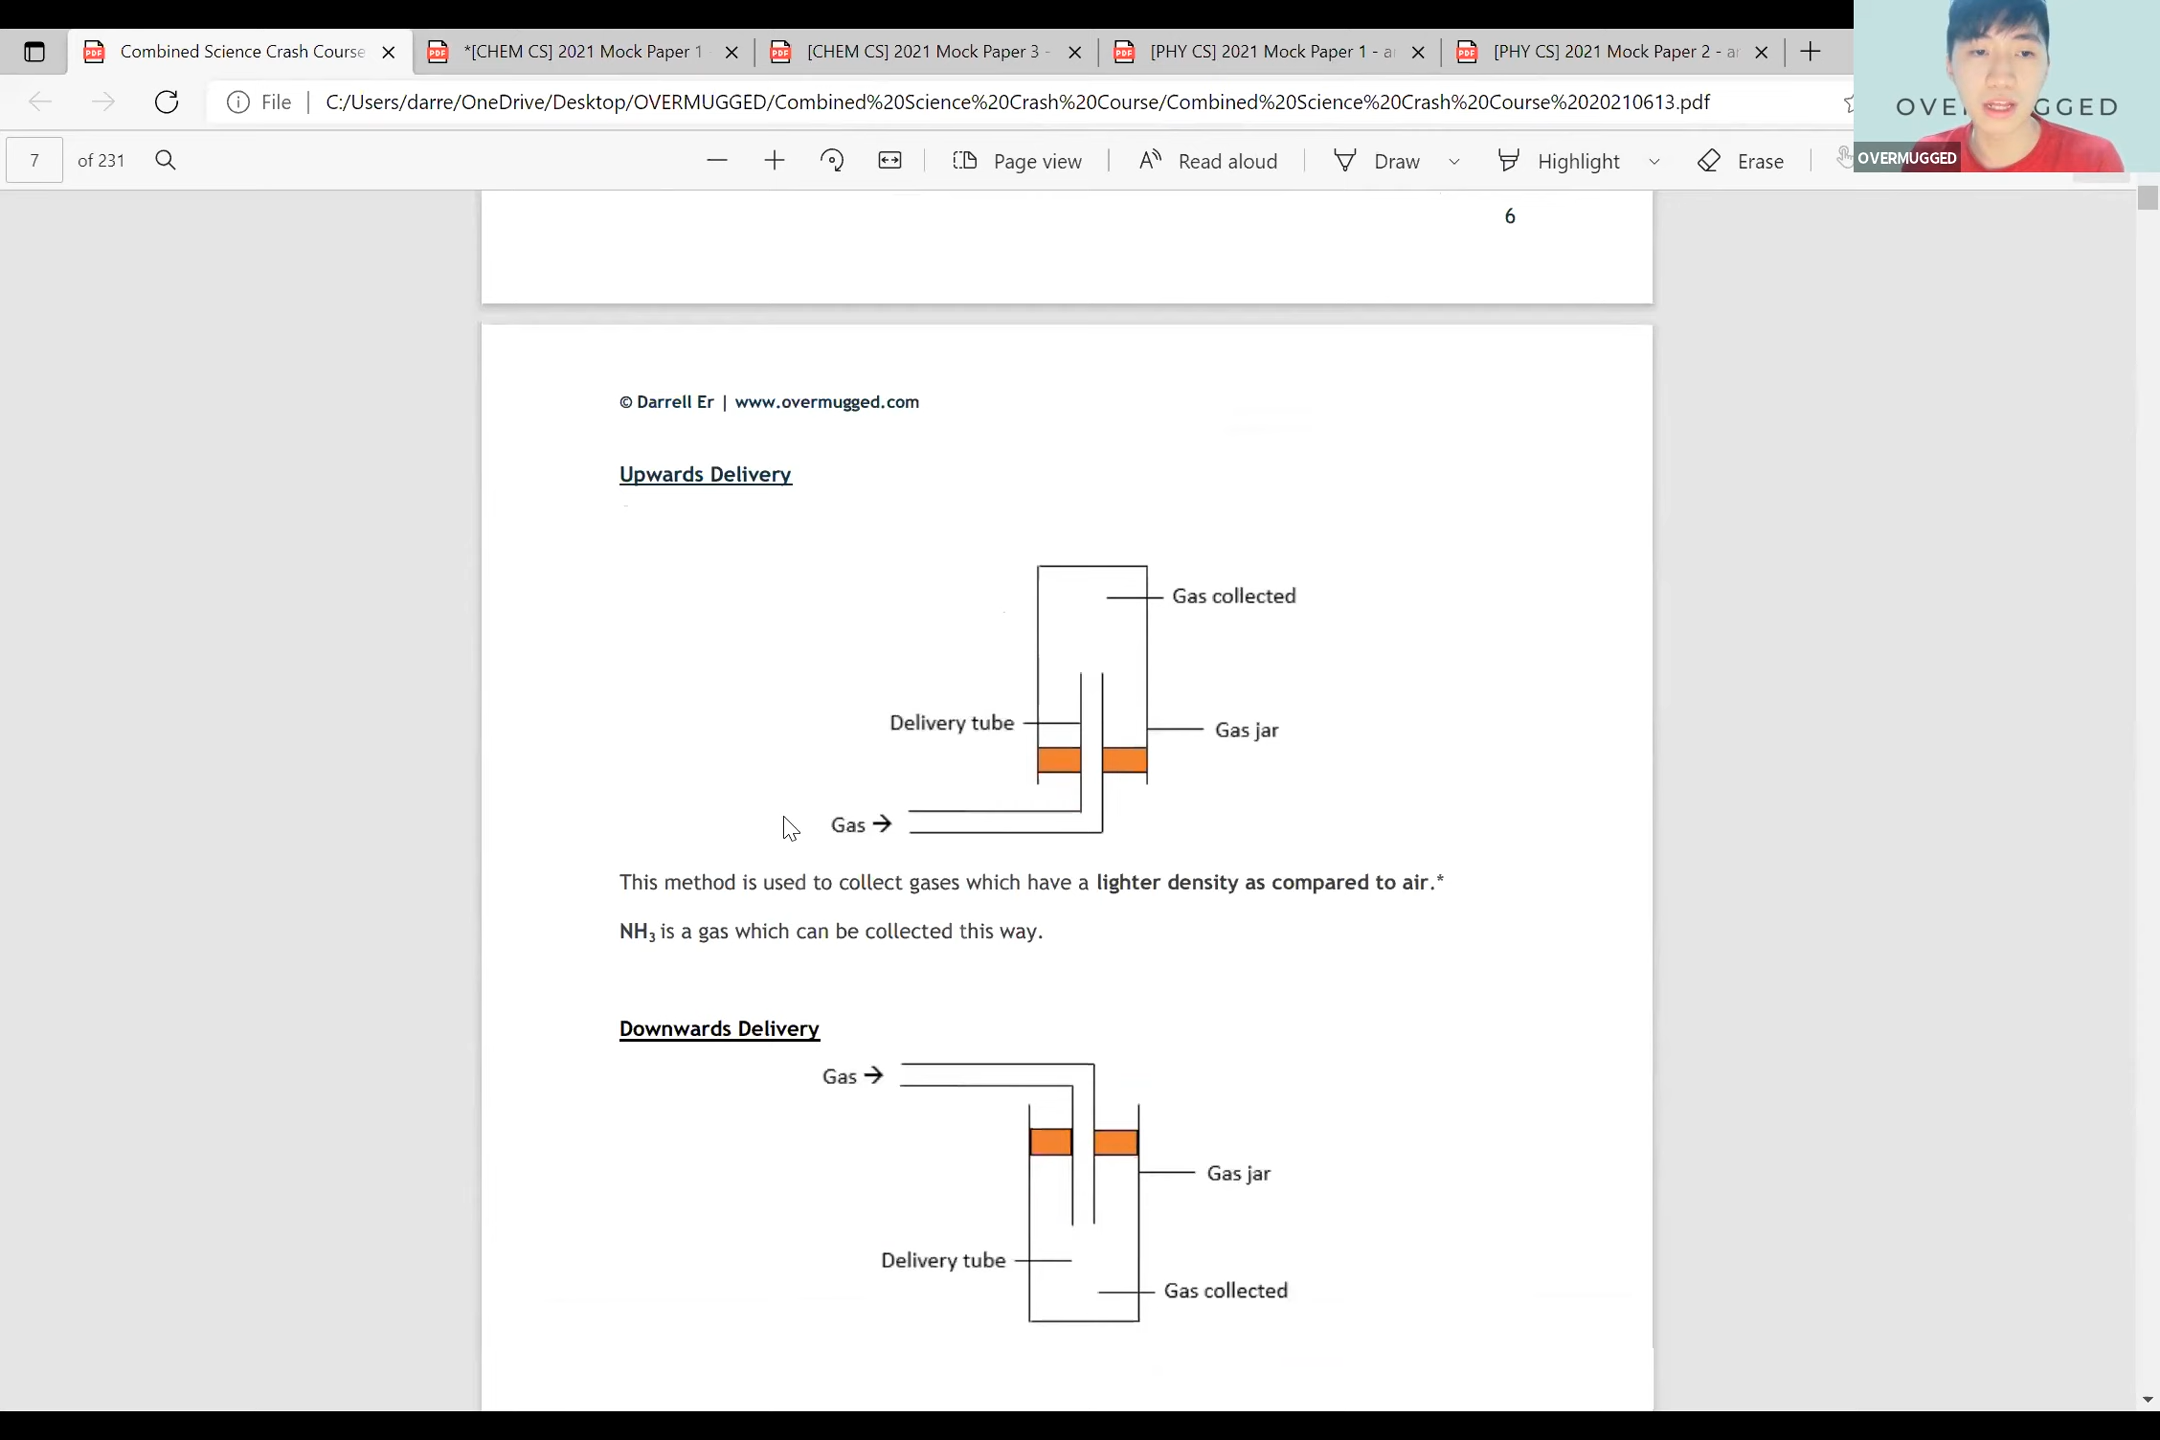 Combined Science Crash Course
*[CHEM CS] 2021 Mock Paper 1
[CHEM CS] 2021 Mock Paper 3 -
[PHY CS] 2021 Mock Paper 1 - a
[PHY CS] 2021 Mock Paper 2 - a
File
C:/Users/darre/OneDrive/Desktop/OVERMUGGED/Combined%20Science%20Crash%20Course/Combined%20Science%20Crash%20Course%2020210613.pdf
OVE GGED
OVERMUGGED
7 of 231
Page view
Read aloud
Draw
Highlight
Erase
6
© Darrell Er | www.overmugged.com
Upwards Delivery
Gas collected
Delivery tube
Gas jar
Gas →
This method is used to collect gases which have a lighter density as compared to air.*
NH₃ is a gas which can be collected this way.
Downwards Delivery
Gas →
Gas jar
Delivery tube
Gas collected